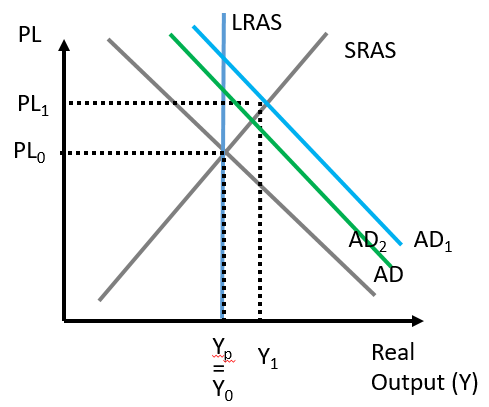 PL
LRAS
SRAS
PL₁
PL₀
AD₂
AD₁
AD
Yₚ
=
Y₀
Y₁
Real
Output (Y)